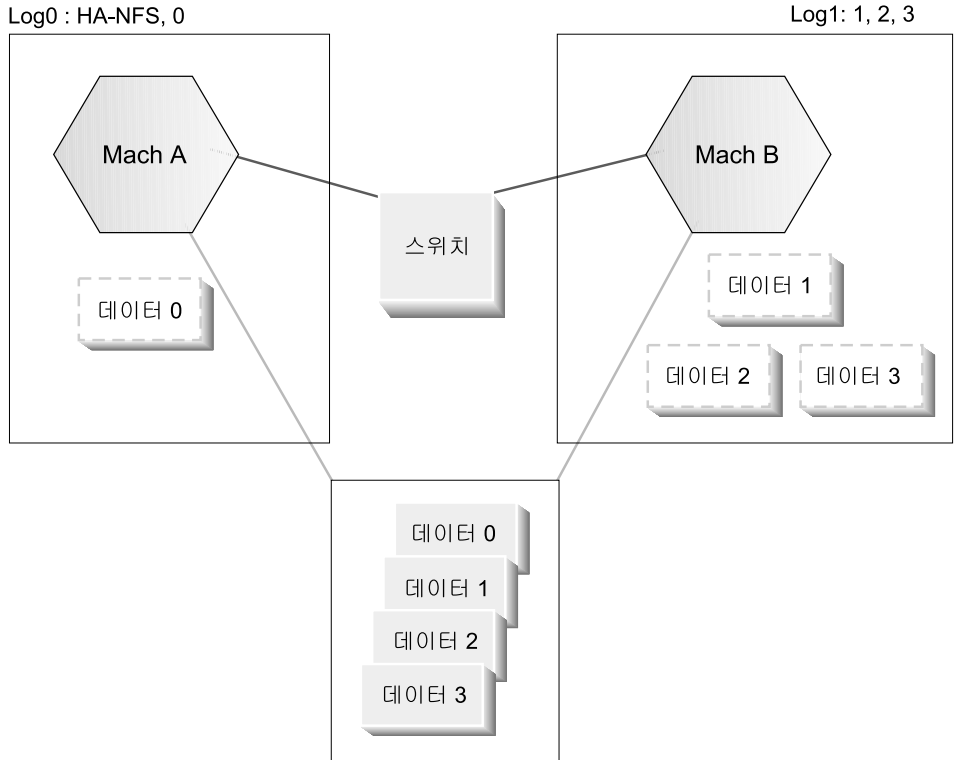 Log0 : HA-NFS, 0
Log1: 1, 2, 3
Mach A
Mach B
스위치
데이터 0
데이터 1
데이터 2
데이터 3
데이터 0
데이터 1
데이터 2
데이터 3